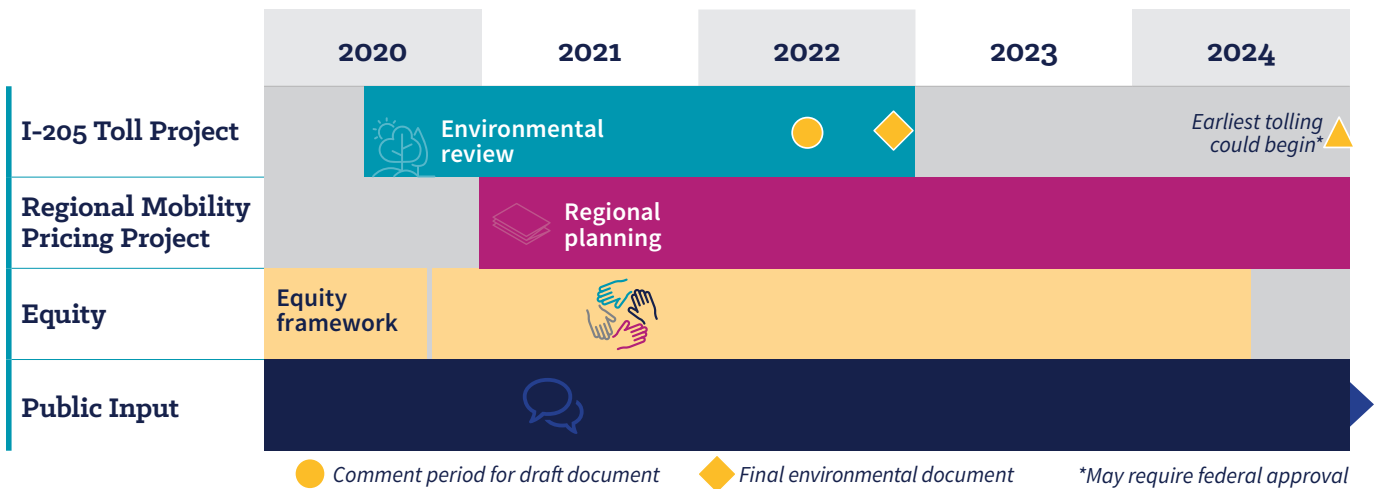 2020 2021 2022 2023 2024
I-205 Toll Project
Environmental
review
Earliest tolling
could begin*
Regional Mobility
Pricing Project
Regional
planning
Equity
Equity
framework
Public Input
Comment period for draft document
Final environmental document
*May require federal approval